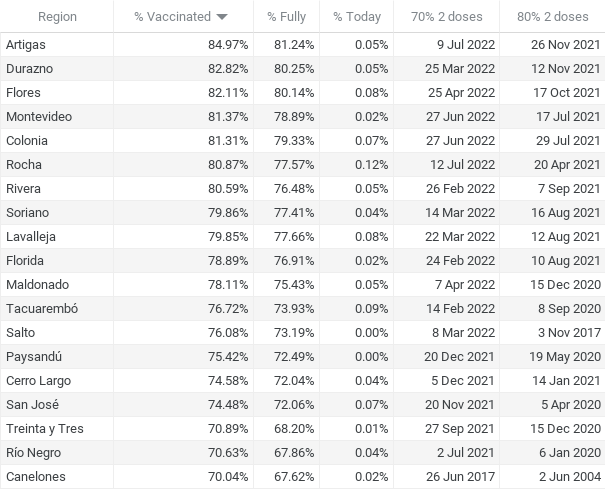 Region % Vaccinated % Fully % Today 70% 2 doses 80% 2 doses
Artigas 84.97% 81.24% 0.05% 9 Jul 2022 26 Nov 2021
Durazno 82.82% 80.25% 0.05% 25 Mar 2022 12 Nov 2021
Flores 82.11% 80.14% 0.08% 25 Apr 2022 17 Oct 2021
Montevideo 81.37% 78.89% 0.02% 27 Jun 2022 17 Jul 2021
Colonia 81.31% 79.33% 0.07% 27 Jun 2022 29 Jul 2021
Rocha 80.87% 77.57% 0.12% 12 Jul 2022 20 Apr 2021
Rivera 80.59% 76.48% 0.05% 26 Feb 2022 7 Sep 2021
Soriano 79.86% 77.41% 0.04% 14 Mar 2022 16 Aug 2021
Lavalleja 79.85% 77.66% 0.08% 22 Mar 2022 12 Aug 2021
Florida 78.89% 76.91% 0.02% 24 Feb 2022 10 Aug 2021
Maldonado 78.11% 75.43% 0.05% 7 Apr 2022 15 Dec 2020
Tacuarembó 76.72% 73.93% 0.09% 14 Feb 2022 8 Sep 2020
Salto 76.08% 73.19% 0.00% 8 Mar 2022 3 Nov 2017
Paysandú 75.42% 72.49% 0.00% 20 Dec 2021 19 May 2020
Cerro Largo 74.58% 72.04% 0.04% 5 Dec 2021 14 Jan 2021
San José 74.48% 72.06% 0.07% 20 Nov 2021 5 Apr 2020
Treinta y Tres 70.89% 68.20% 0.01% 27 Sep 2021 15 Dec 2020
Río Negro 70.63% 67.86% 0.04% 2 Jul 2021 6 Jan 2020
Canelones 70.04% 67.62% 0.02% 26 Jun 2017 2 Jun 2004